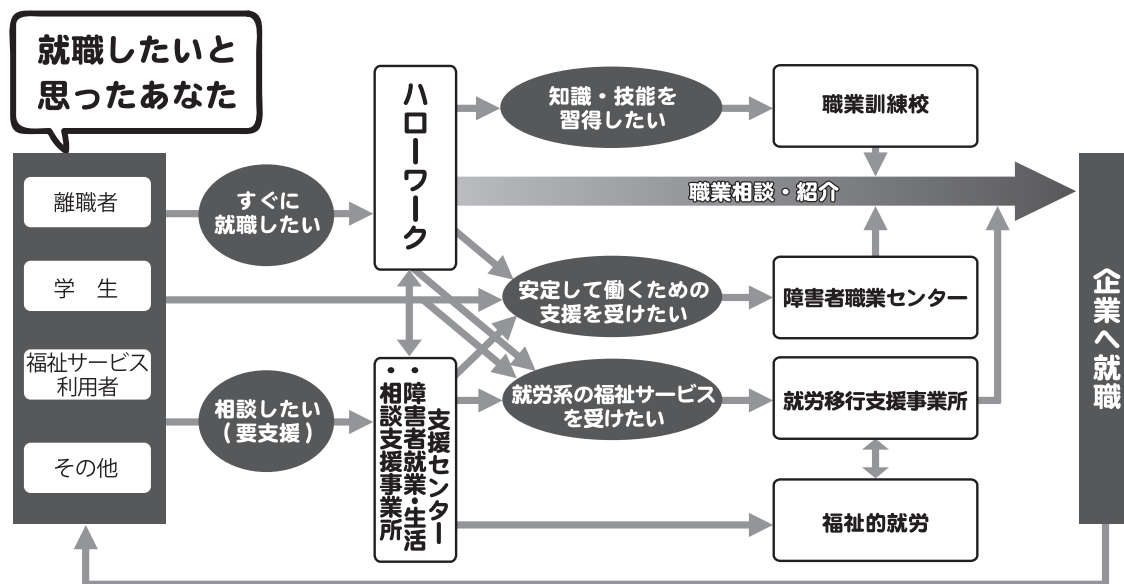 就職したいと
思ったあなた
離職者
学　生
福祉サービス
利用者
その他
すぐに
就職したい
相談したい
(要支援)
ハローワーク
・障害者就業・生活
支援センター
・相談支援事業所
知識・技能を
習得したい
職業訓練校
職業相談・紹介
安定して働くための
支援を受けたい
障害者職業センター
就労系の福祉サービス
を受けたい
就労移行支援事業所
福祉的就労
企業へ就職